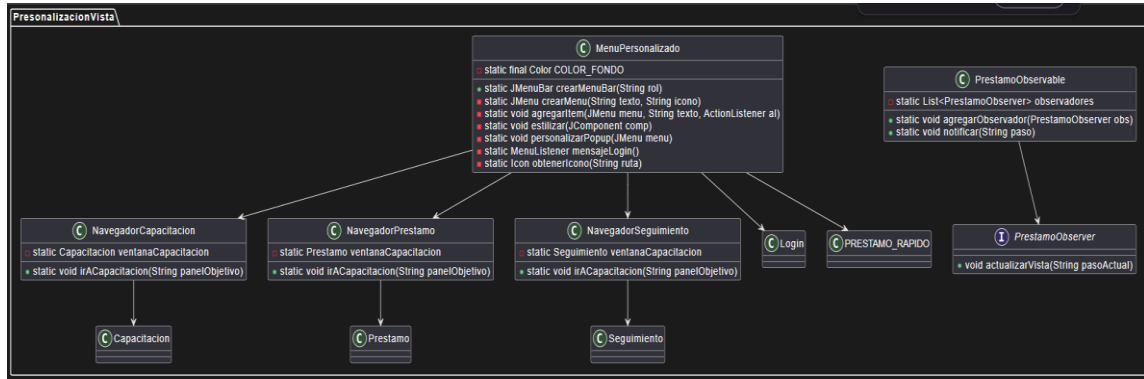 PresonalizacionVista
C MenuPersonalizado
static final Color COLOR_FONDO
static JMenuBar crearMenuBar(String rol)
static JMenu crearMenu(String texto, String icono)
static void agregarItem(JMenu menu, String texto, ActionListener al)
static void estilizar(JComponent comp)
static void personalizarPopup(JMenu menu)
static MenuListener mensajeLogin()
static Icon obtenerIcono(String ruta)
C PrestamoObservable
static List<PrestamoObserver> observadores
static void agregarObservador(PrestamoObserver obs)
static void notificar(String paso)
C NavegadorCapacitacion
static Capacitacion ventanaCapacitacion
static void irACapacitacion(String panelObjetivo)
C NavegadorPrestamo
static Prestamo ventanaCapacitacion
static void irACapacitacion(String panelObjetivo)
C NavegadorSeguimiento
static Seguimiento ventanaCapacitacion
static void irACapacitacion(String panelObjetivo)
C Login
C PRESTAMO_RAPIDO
I PrestamoObserver
void actualizarVista(String pasoActual)
C Capacitacion
C Prestamo
C Seguimiento